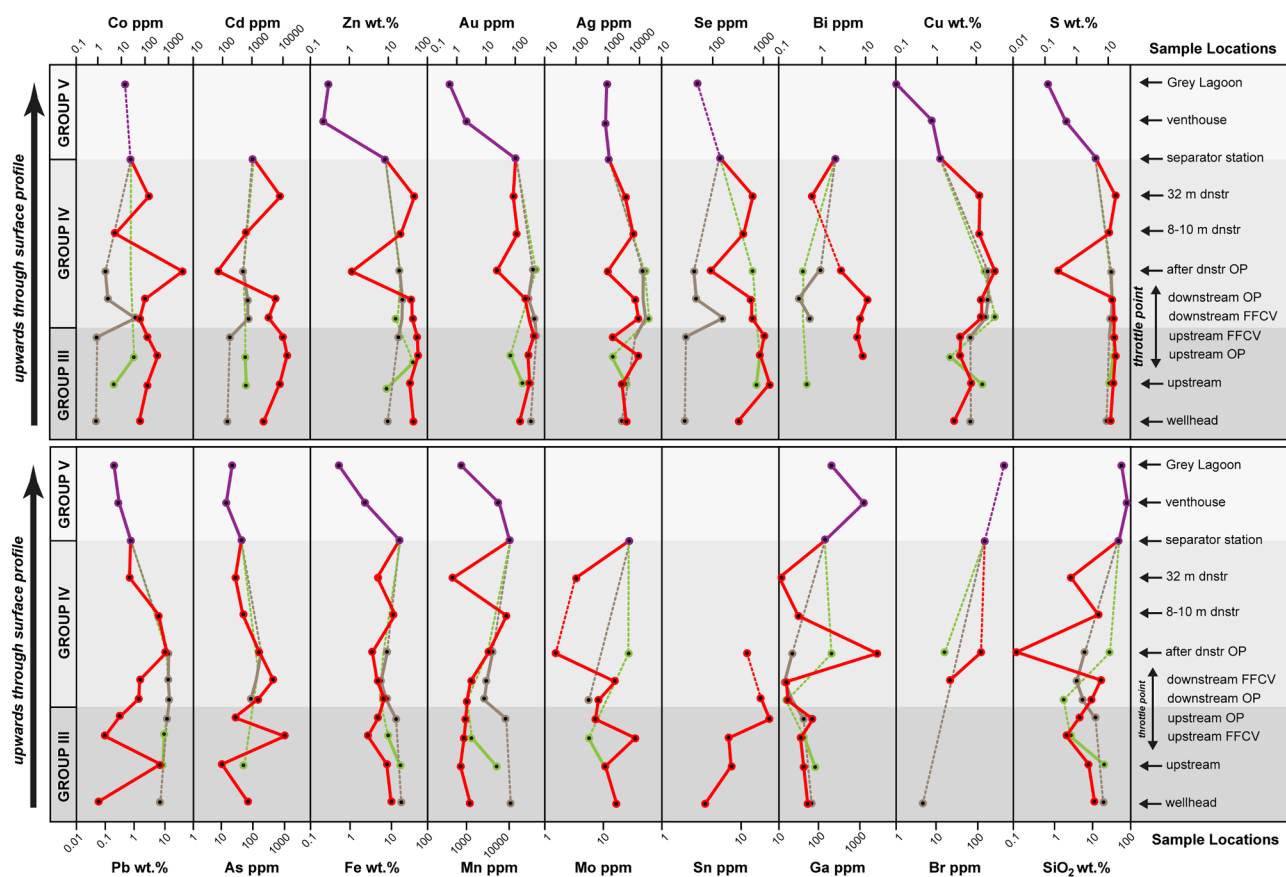 Co ppm Cd ppm Zn wt.% Au ppm Ag ppm Se ppm Bi ppm Cu wt.% S wt.%
0.1 1 10 100 1000 10 100 10000 0.1 1 10 100 0.1 1 10 100 10 100 1000 10000 10 100 1000 0.1 1 10 0.1 1 10 0.01 0.1 1 10
Sample Locations
upwards through surface profile
GROUP V
GROUP IV
GROUP III
Grey Lagoon
venthouse
separator station
32 m dnstr
8-10 m dnstr
after dnstr OP
downstream OP
downstream FFCV
upstream FFCV
upstream OP
throttle point
upstream
wellhead
upwards through surface profile
GROUP V
GROUP IV
GROUP III
Grey Lagoon
venthouse
separator station
32 m dnstr
8-10 m dnstr
after dnstr OP
downstream FFCV
downstream OP
upstream OP
upstream FFCV
throttle point
upstream
wellhead
0.01 0.1 1 10 10 100 1000 0.1 1 10 100 1000 10000 1 10 1 10 100 1 10 100 1000 1 10 100 1000 1 10 100
Sample Locations
Pb wt.% As ppm Fe wt.% Mn ppm Mo ppm Sn ppm Ga ppm Br ppm SiO₂ wt.%